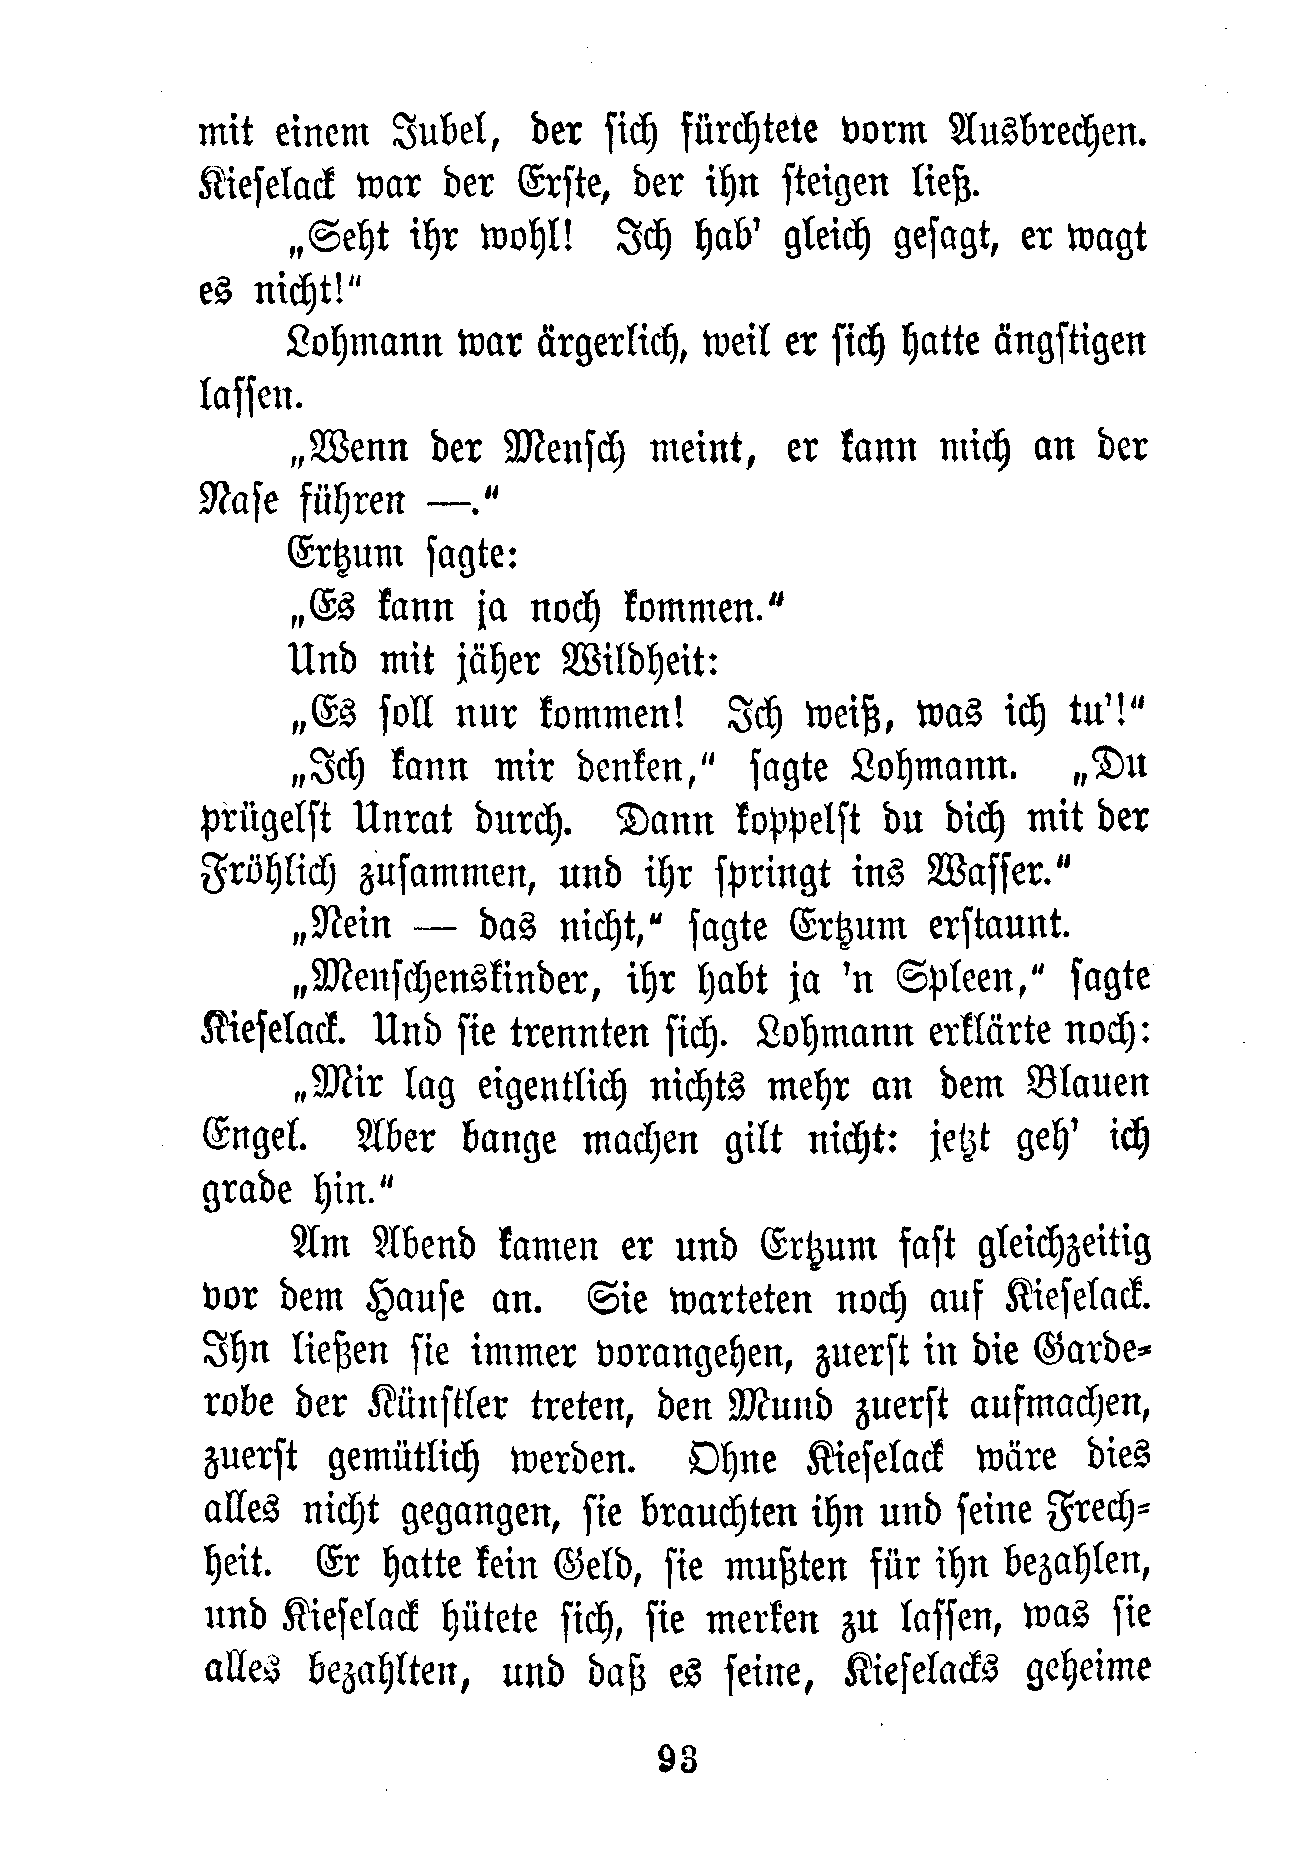 mit einem Jubel, der sich fürchtete vorm Ausbrechen.
Kieselack war der Erste, der ihn steigen ließ.
„Seht ihr wohl! Ich hab' gleich gesagt, er wagt
es nicht!“
Lohmann war ärgerlich, weil er sich hatte ängstigen
lassen.
„Wenn der Mensch meint, er kann mich an der
Nase führen —.“
Ertzum sagte:
„Es kann ja noch kommen.“
Und mit jäher Wildheit:
„Es soll nur kommen! Ich weiß, was ich tu'!“
„Ich kann mir denken,“ sagte Lohmann. „Du
prügelst Unrat durch. Dann koppelst du dich mit der
Fröhlich zusammen, und ihr springt ins Wasser.“
„Nein — das nicht,“ sagte Ertzum erstaunt.
„Menschenskinder, ihr habt ja 'n Spleen,“ sagte
Kieselack. Und sie trennten sich. Lohmann erklärte noch:
„Mir lag eigentlich nichts mehr an dem Blauen
Engel. Aber bange machen gilt nicht: jetzt geh' ich
grade hin.“
Am Abend kamen er und Ertzum fast gleichzeitig
vor dem Hause an. Sie warteten noch auf Kieselack.
Ihn ließen sie immer vorangehen, zuerst in die Garde-
robe der Künstler treten, den Mund zuerst aufmachen,
zuerst gemütlich werden. Ohne Kieselack wäre dies
alles nicht gegangen, sie brauchten ihn und seine Frech-
heit. Er hatte kein Geld, sie mußten für ihn bezahlen,
und Kieselack hütete sich, sie merken zu lassen, was sie
alles bezahlten, und daß es seine, Kieselacks geheime
93